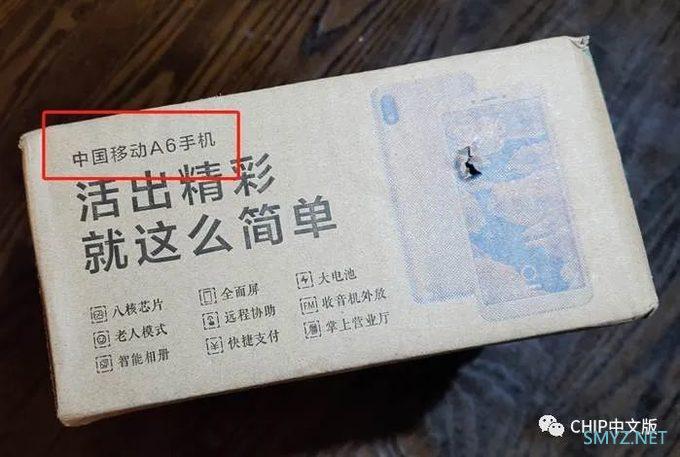 中国移动A6手机
活出精彩
就这么简单
八核芯片
全面屏
大电池
老人模式
远程协助
FM
收音机外放
智能相册
¥
快捷支付
掌上营业厅
CHIP中文版
SMYZ.NET